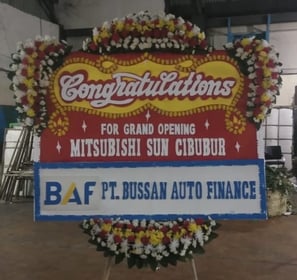 Congratulations
FOR GRAND OPENING
MITSUBISHI SUN CIBUBUR
BAF PT. BUSSAN AUTO FINANCE